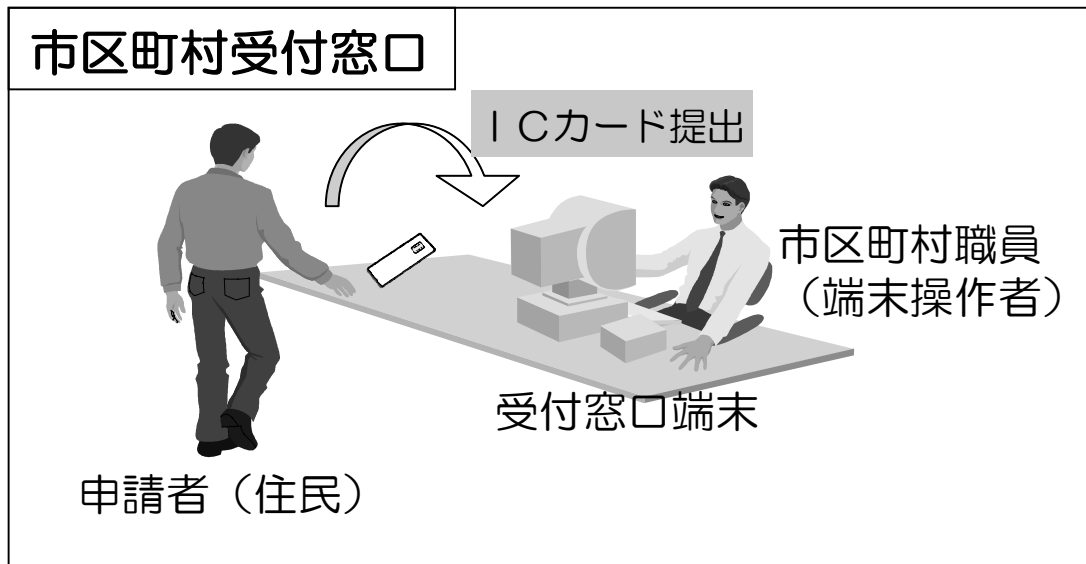 市区町村受付窓口
ICカード提出
市区町村職員
（端末操作者）
受付窓口端末
申請者（住民）